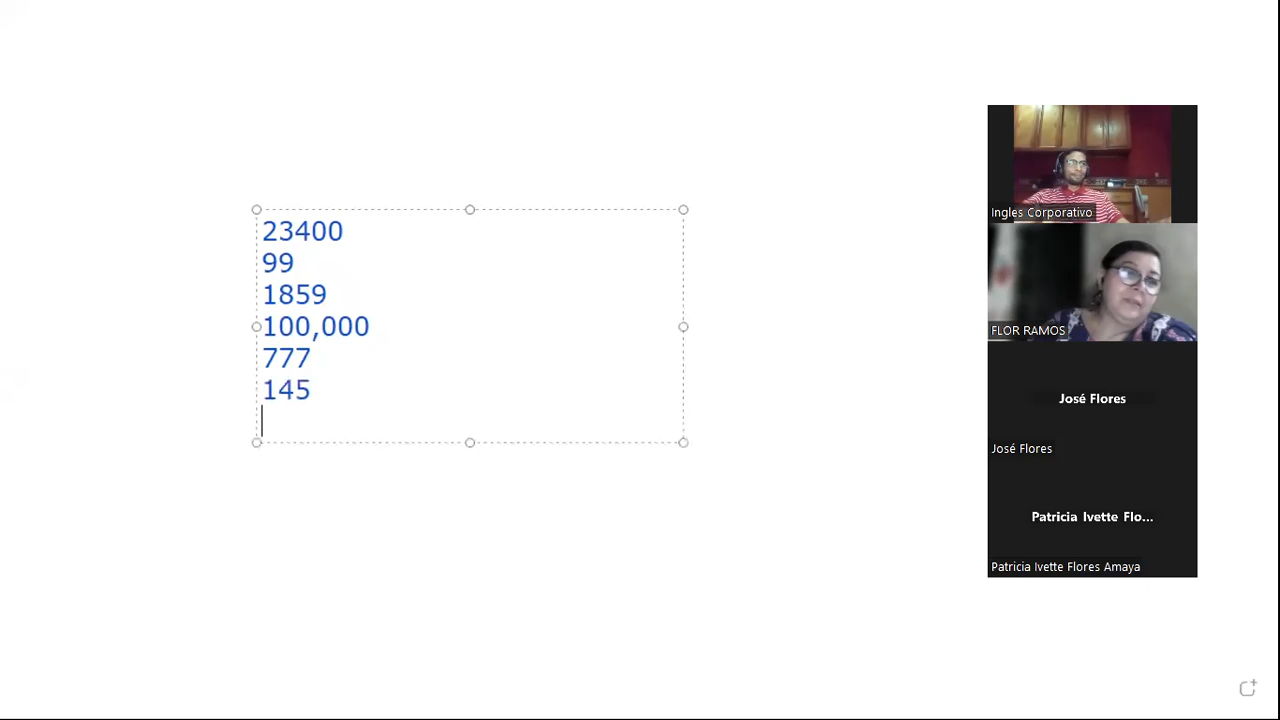 23400
99
1859
100,000
777
145
Ingles Corporativo
FLOR RAMOS
José Flores
José Flores
Patricia Ivette Flo...
Patricia Ivette Flores Amaya